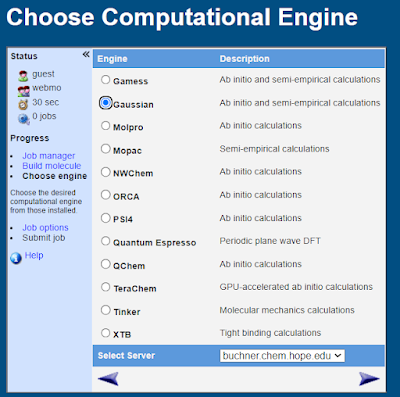 Choose Computational Engine
Status «
guest
webmo
30 sec
0 jobs
Progress
Job manager
Build molecule
Choose engine
Choose the desired
computational engine
from those installed
Job options
Submit job
Help
Engine Description
Gamess Ab initio and semi-empirical calculations
Gaussian Ab initio and semi-empirical calculations
Molpro Ab initio calculations
Mopac Semi-empirical calculations
NWChem Ab initio calculations
ORCA Ab initio calculations
PSI4 Ab initio calculations
Quantum Espresso Periodic plane wave DFT
QChem Ab initio calculations
TeraChem GPU-accelerated ab initio calculations
Tinker Molecular mechanics calculations
XTB Tight binding calculations
Select Server buchner.chem.hope.edu